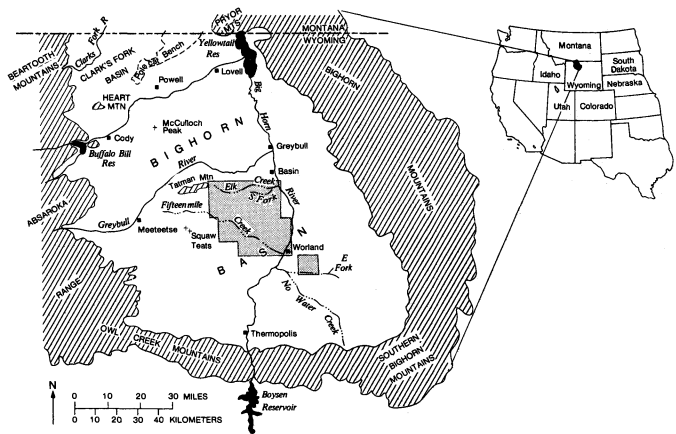 PRYOR
MTS
MONTANA
WYOMING
Clarks Fork R
BEARTOOTH
MOUNTAINS
CLARK'S FORK
BASIN
Pole Cat Bench
Yellowtail
Res
Powell
Lovell
HEART
MTN
McCulloch
Peak
Cody
Buffalo Bill
Res
BIGHORN
Big
Horn
River
Greybull
Basin
River
Tatman Mtn
Elk
Creek
S. Fork
Fifteenmile
Creek
ABSAROKA
Greybull
Meeteetse
Squaw
Teats
BASIN
Worland
E
Fork
No
Water
Creek
RANGE
Thermopolis
OWL CREEK MOUNTAINS
BIGHORN
MOUNTAINS
SOUTHERN
BIGHORN
MOUNTAINS
Boysen
Reservoir
N
0 10 20 30 MILES
0 10 20 30 40 KILOMETERS
Montana
Idaho
Wyoming
South
Dakota
Nebraska
Utah
Colorado